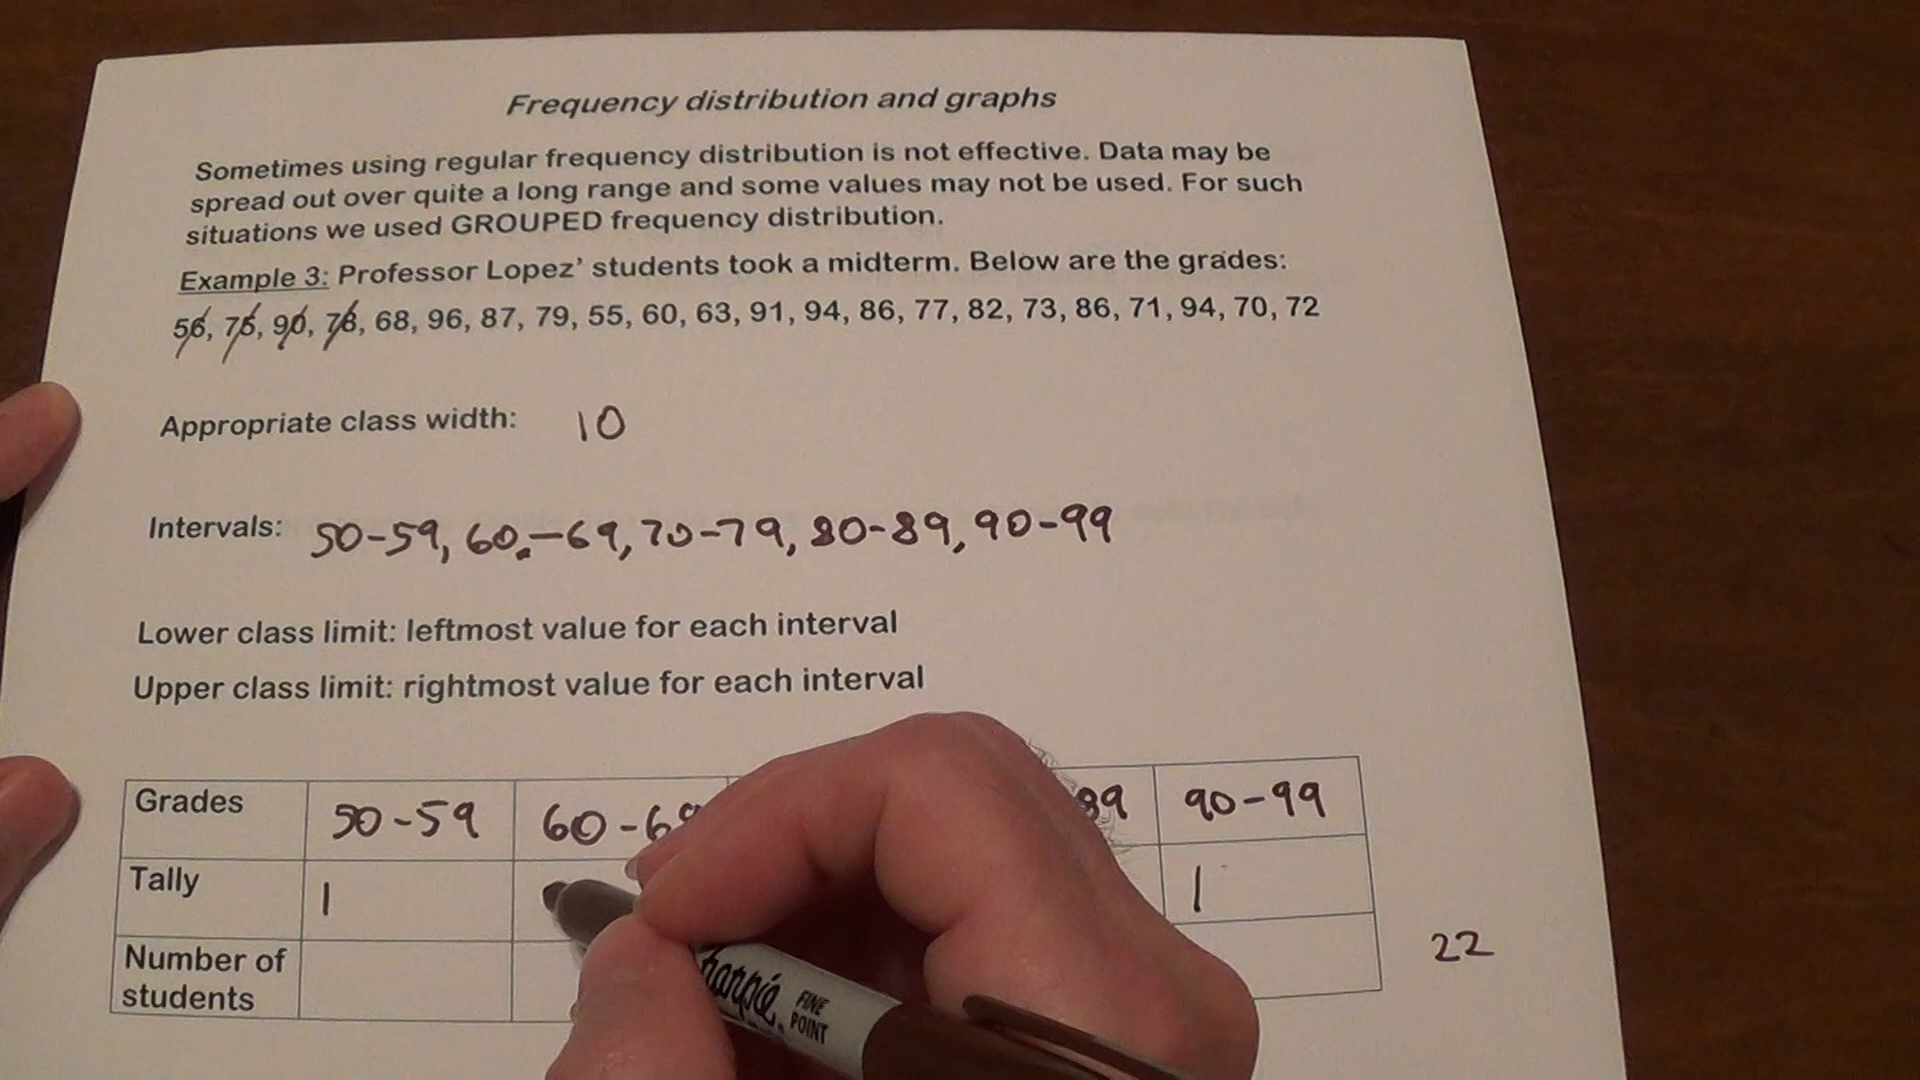 Frequency distribution and graphs
Sometimes using regular frequency distribution is not effective. Data may be
spread out over quite a long range and some values may not be used. For such
situations we used GROUPED frequency distribution.
Example 3: Professor Lopez’ students took a midterm. Below are the grades:
56, 75, 90, 78, 68, 96, 87, 79, 55, 60, 63, 91, 94, 86, 77, 82, 73, 86, 71, 94, 70, 72
Appropriate class width: 10
Intervals: 50-59, 60-69, 70-79, 80-89, 90-99
Lower class limit: leftmost value for each interval
Upper class limit: rightmost value for each interval
Grades 50-59 60-69 89 90-99
Tally | |
Number of
students
22
FINE
POINT